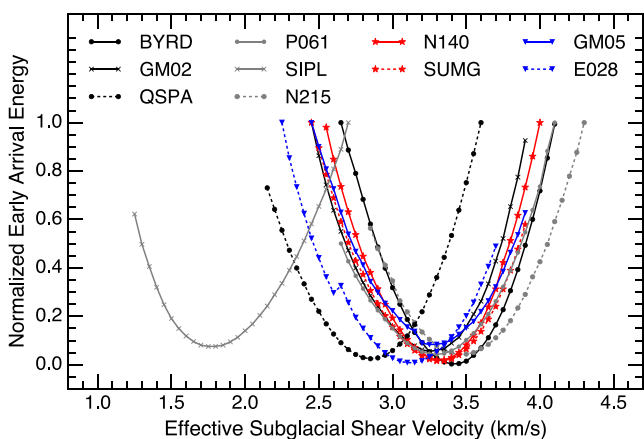 BYRD P061 N140 GM05
GM02 SIPL SUMG E028
QSPA N215
Normalized Early Arrival Energy
1.0
0.8
0.6
0.4
0.2
0.0
1.0 1.5 2.0 2.5 3.0 3.5 4.0 4.5
Effective Subglacial Shear Velocity (km/s)